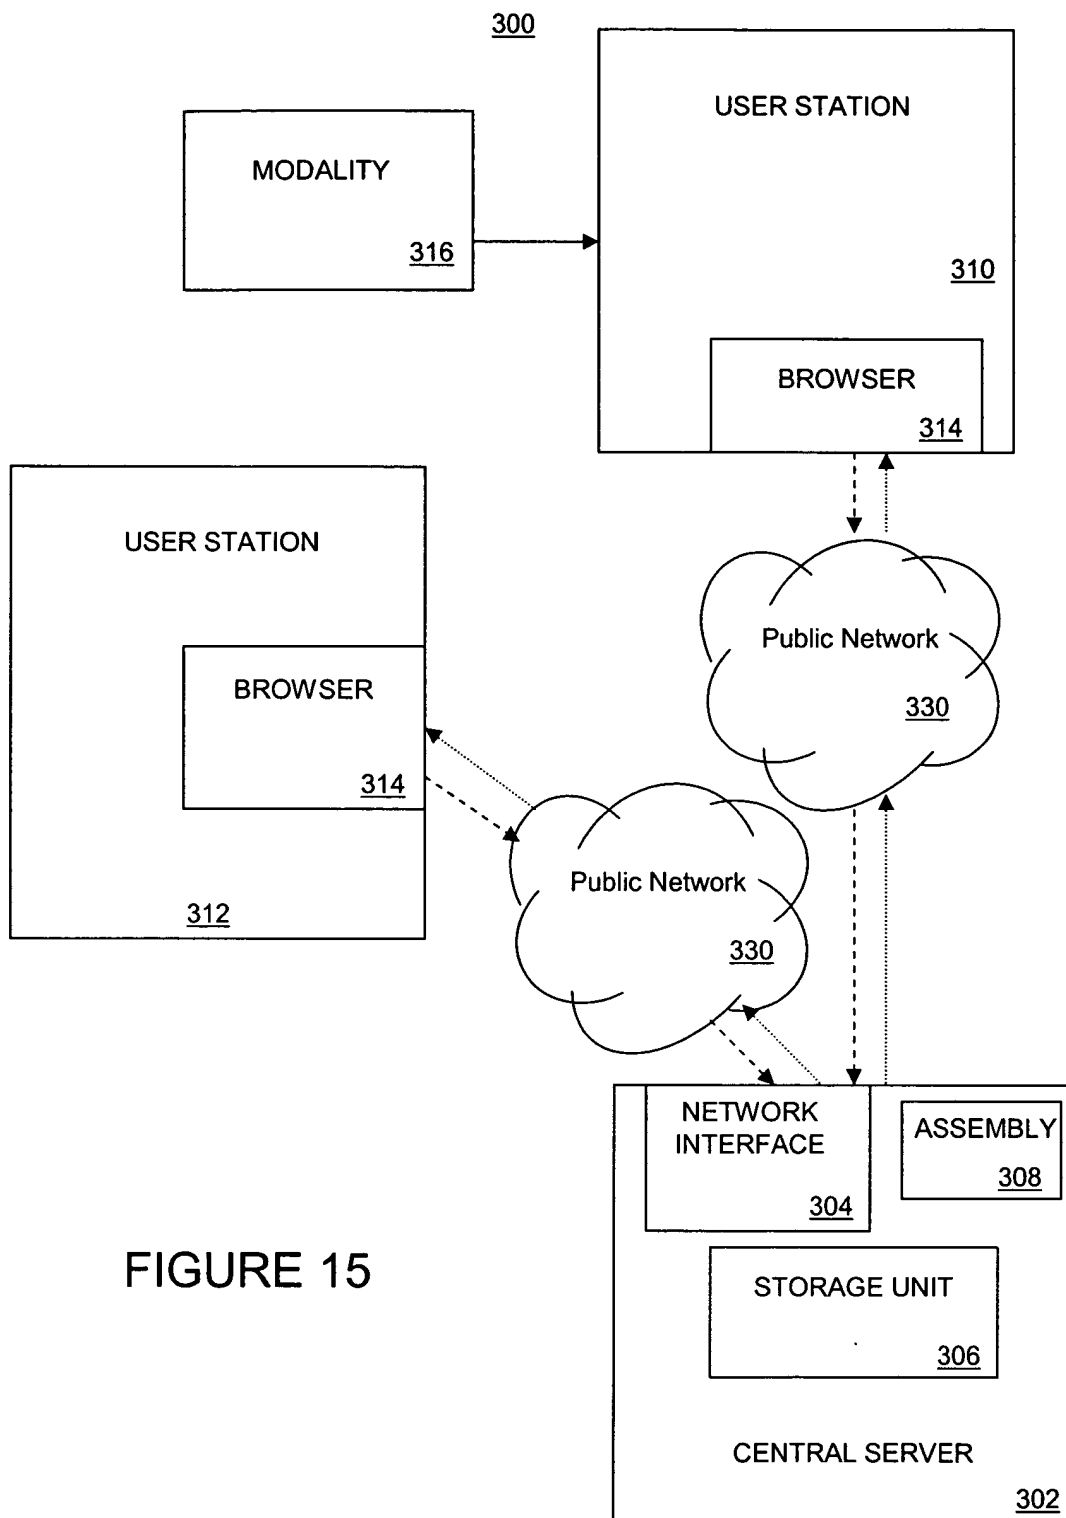 300
USER STATION
MODALITY
316
310
BROWSER
314
USER STATION
Public Network
330
BROWSER
314
Public Network
312
330
NETWORK
INTERFACE
304
ASSEMBLY
308
FIGURE 15
STORAGE UNIT
306
CENTRAL SERVER
302